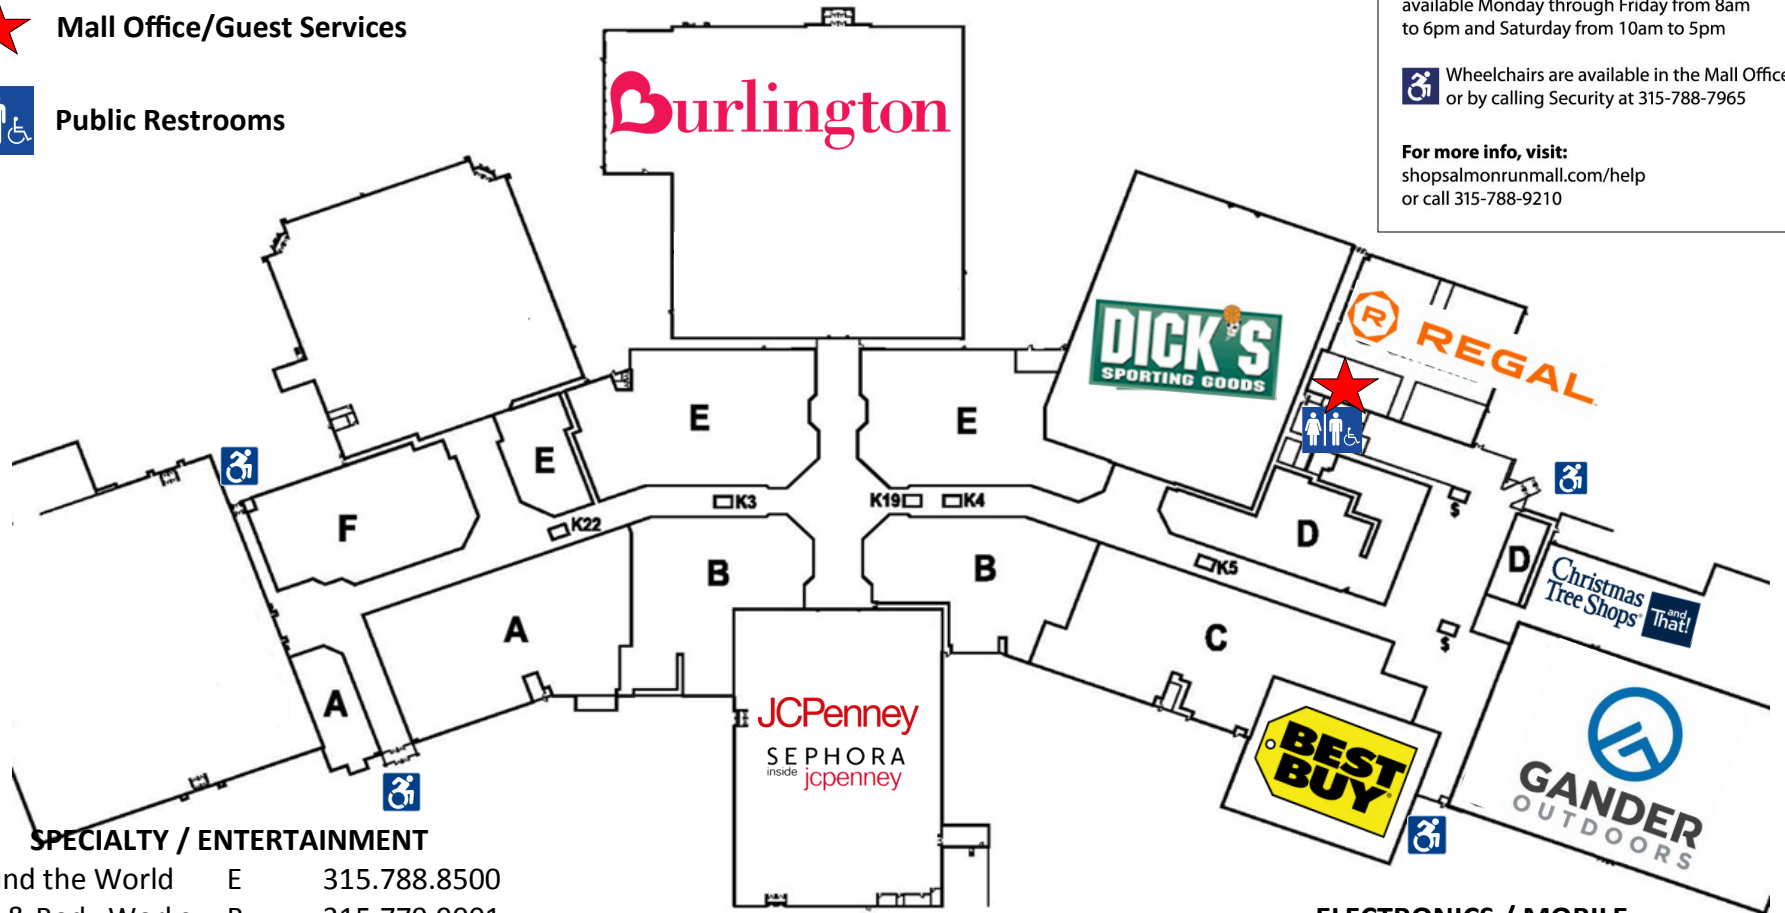 Mall Office/Guest Services
Public Restrooms
available Monday through Friday from 8am
to 6pm and Saturday from 10am to 5pm
Wheelchairs are available in the Mall Office
or by calling Security at 315-788-7965
For more info, visit:
shopsalmonrunmall.com/help
or call 315-788-9210
Burlington
DICK'S
SPORTING GOODS
R REGAL
E
E
E
F
K22
K3
K19
K4
K5
D
D
$
$
B
B
A
A
C
Christmas
Tree Shops
and
That!
JCPenney
SEPHORA
inside jcpenney
BEST
BUY
GANDER
OUTDOORS
SPECIALTY / ENTERTAINMENT
the World E 315.788.8500
&
ELECTRONICS / MOBILE